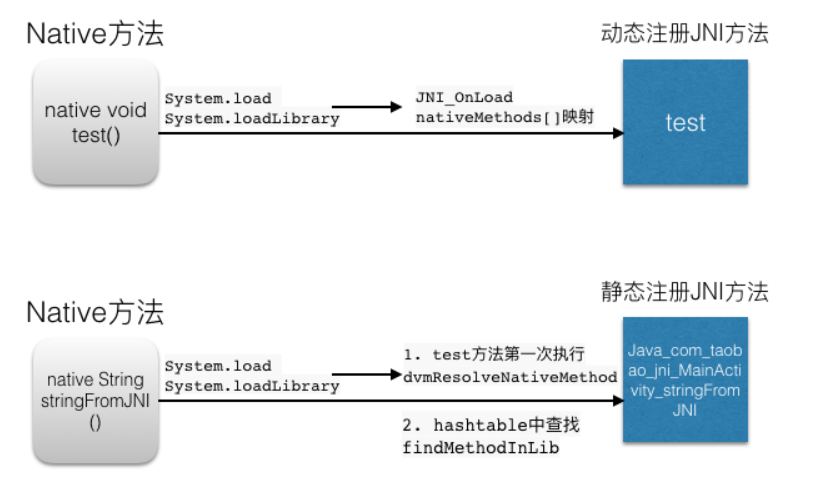 Native方法
动态注册JNI方法
native void
test()
System.load
System.loadLibrary
JNI_OnLoad
nativeMethods[]映射
test
Native方法
静态注册JNI方法
native String
stringFromJNI
()
System.load
System.loadLibrary
1. test方法第一次执行
dvmResolveNativeMethod
2. hashtable中查找
findMethodInLib
Java_com_taob
ao_jni_MainActi
vity_stringFrom
JNI